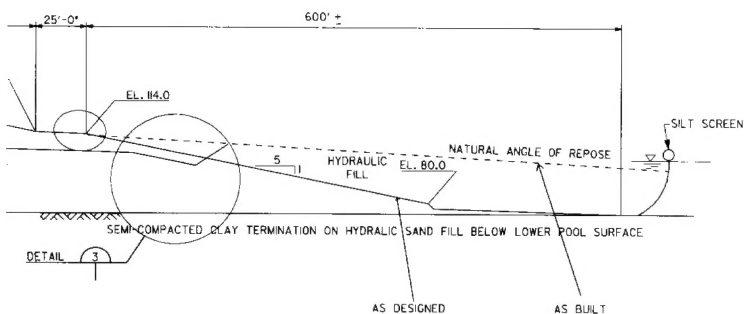 25'-0"
600' ±
EL. 114.0
SILT SCREEN
NATURAL ANGLE OF REPOSE
5
1
HYDRAULIC
FILL
EL. 80.0
SEMI-COMPACTED CLAY TERMINATION ON HYDRALIC SAND FILL BELOW LOWER POOL SURFACE
DETAIL 3
AS DESIGNED
AS BUILT